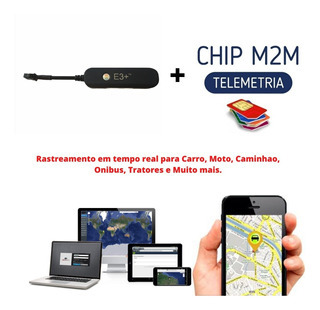 E3+
+
CHIP M2M
TELEMETRIA
Rastreamento em tempo real para Carro, Moto, Caminhao,
Onibus, Tratores e Muito mais.